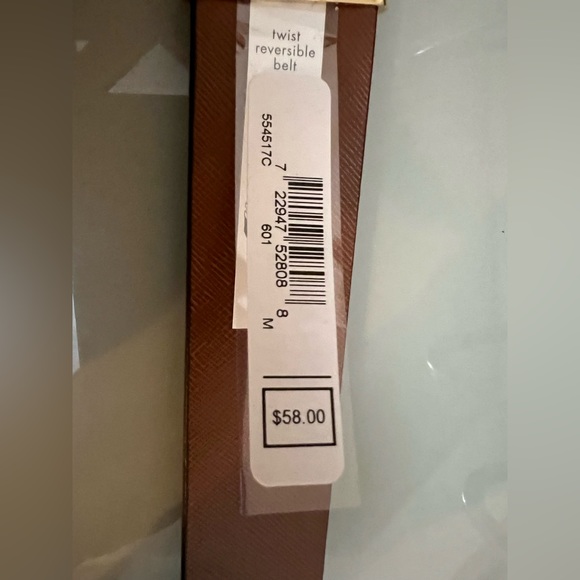 twist
reversible
belt
554517C
7 22947 52808 8
601
M
$58.00